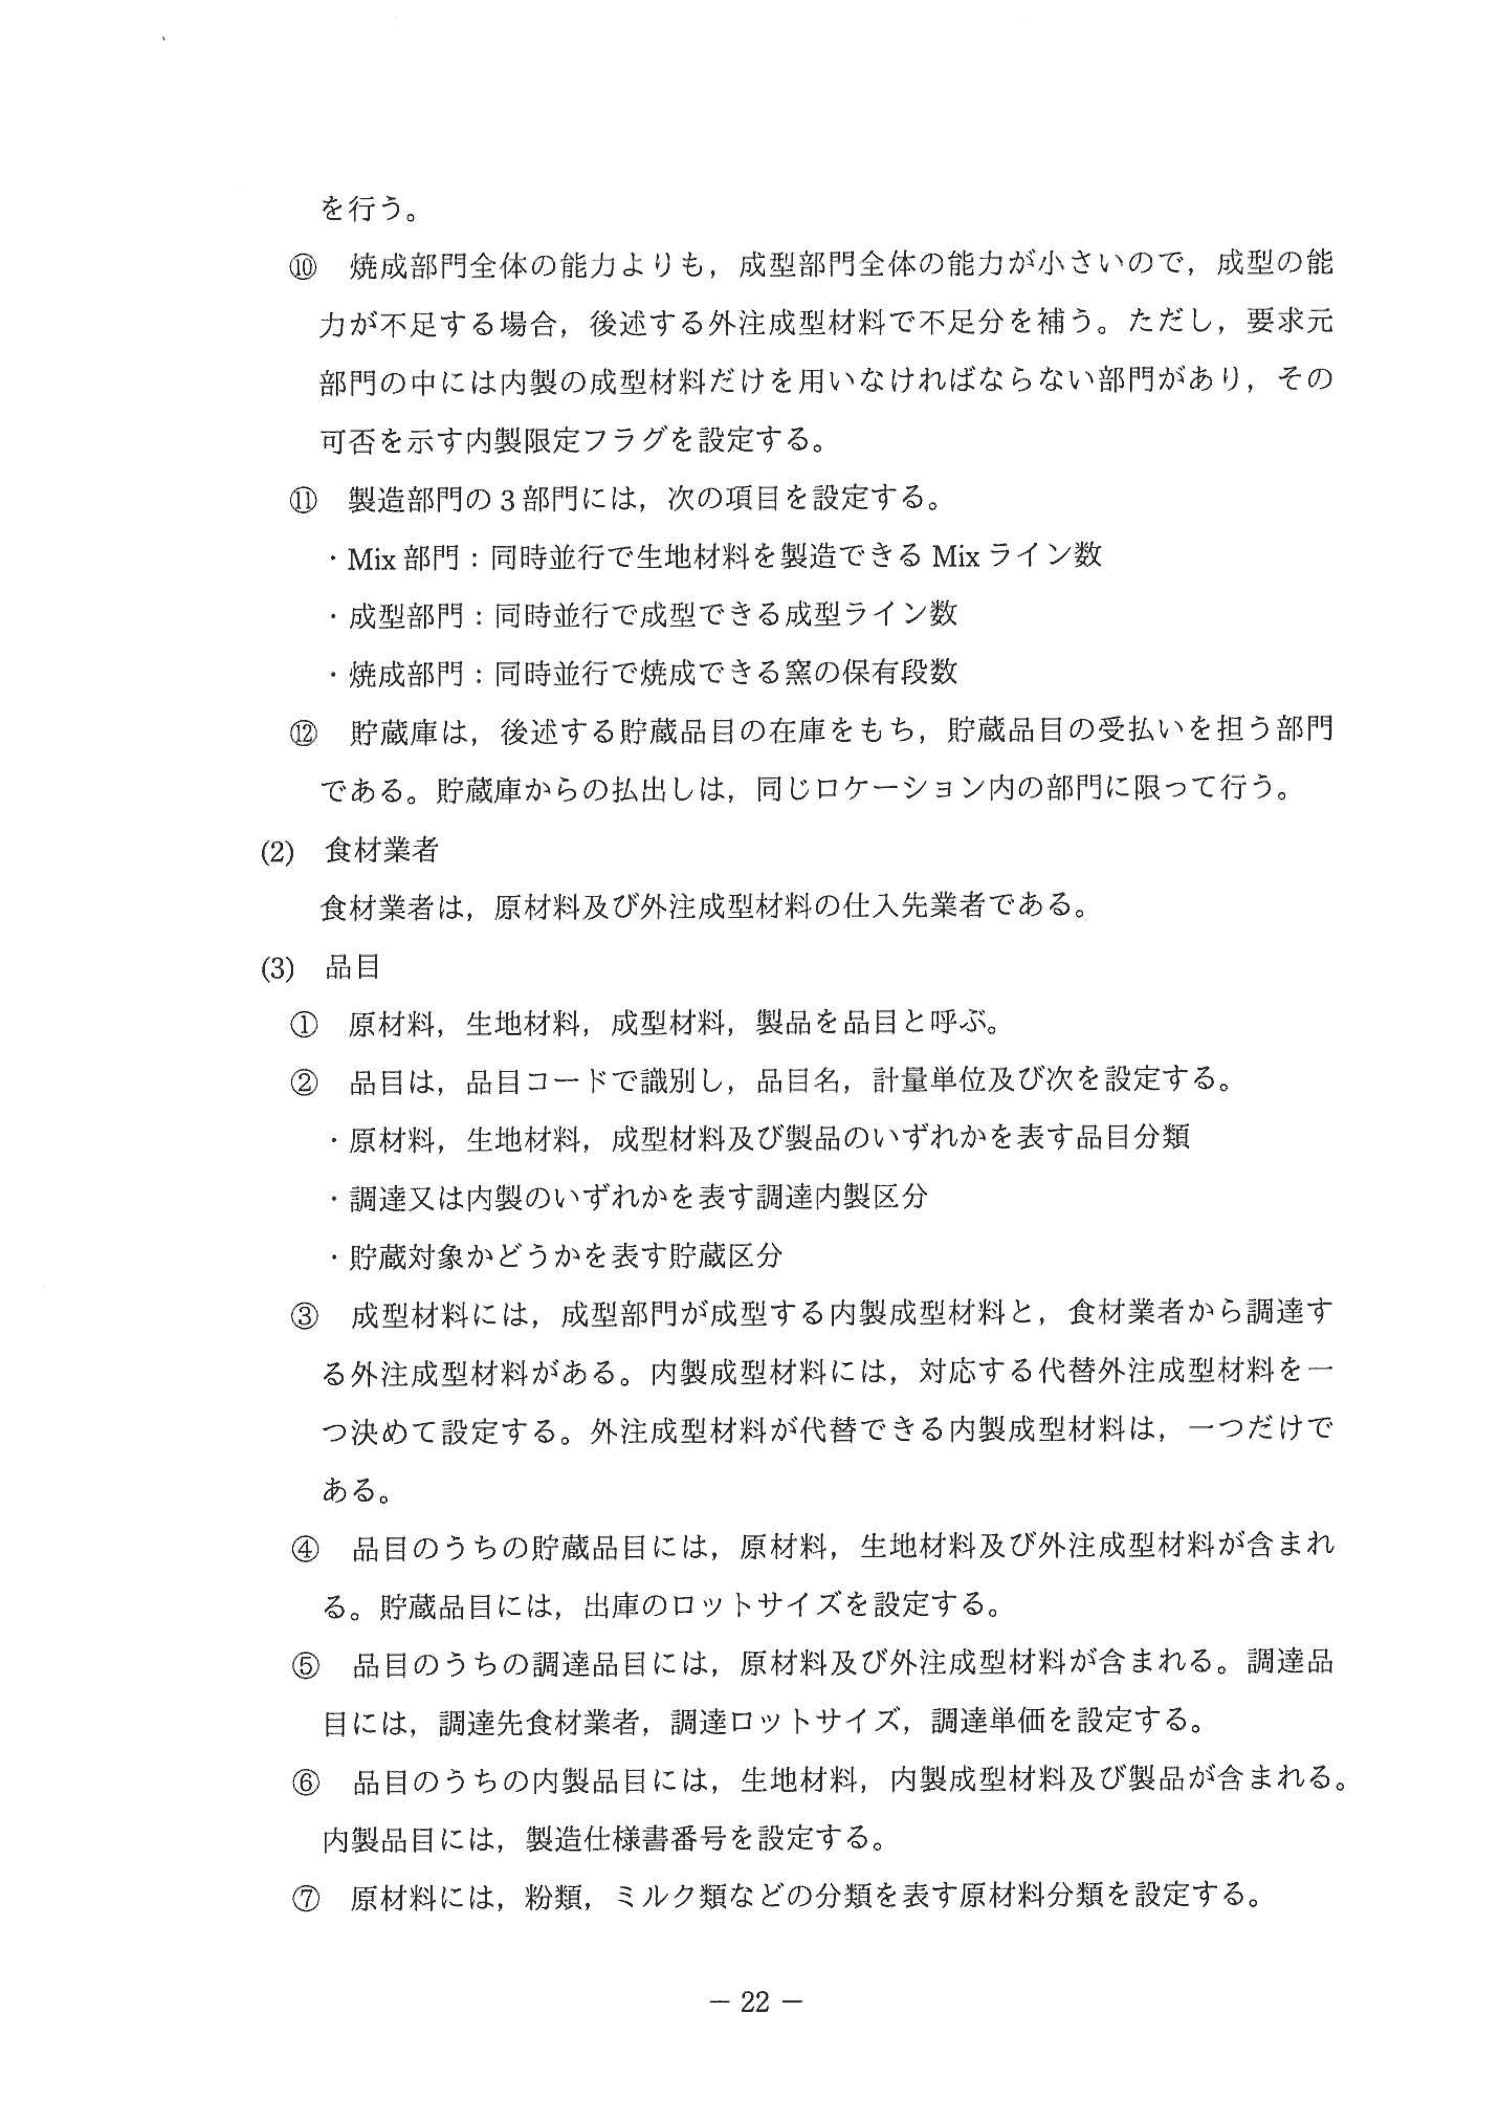 を行う。
⑩　焼成部門全体の能力よりも，成型部門全体の能力が小さいので，成型の能
力が不足する場合，後述する外注成型材料で不足分を補う。ただし，要求元
部門の中には内製の成型材料だけを用いなければならない部門があり，その
可否を示す内製限定フラグを設定する。
⑪　製造部門の3部門には，次の項目を設定する。
・Mix部門：同時並行で生地材料を製造できるMixライン数
・成型部門：同時並行で成型できる成型ライン数
・焼成部門：同時並行で焼成できる窯の保有段数
⑫　貯蔵庫は，後述する貯蔵品目の在庫をもち，貯蔵品目の受払いを担う部門
である。貯蔵庫からの払出しは，同じロケーション内の部門に限って行う。
(2)　食材業者
食材業者は，原材料及び外注成型材料の仕入先業者である。
(3)　品目
①　原材料，生地材料，成型材料，製品を品目と呼ぶ。
②　品目は，品目コードで識別し，品目名，計量単位及び次を設定する。
・原材料，生地材料，成型材料及び製品のいずれかを表す品目分類
・調達又は内製のいずれかを表す調達内製区分
・貯蔵対象かどうかを表す貯蔵区分
③　成型材料には，成型部門が成型する内製成型材料と，食材業者から調達す
る外注成型材料がある。内製成型材料には，対応する代替外注成型材料を一
つ決めて設定する。外注成型材料が代替できる内製成型材料は，一つだけで
ある。
④　品目のうちの貯蔵品目には，原材料，生地材料及び外注成型材料が含まれ
る。貯蔵品目には，出庫のロットサイズを設定する。
⑤　品目のうちの調達品目には，原材料及び外注成型材料が含まれる。調達品
目には，調達先食材業者，調達ロットサイズ，調達単価を設定する。
⑥　品目のうちの内製品目には，生地材料，内製成型材料及び製品が含まれる。
内製品目には，製造仕様書番号を設定する。
⑦　原材料には，粉類，ミルク類などの分類を表す原材料分類を設定する。
－ 22 －